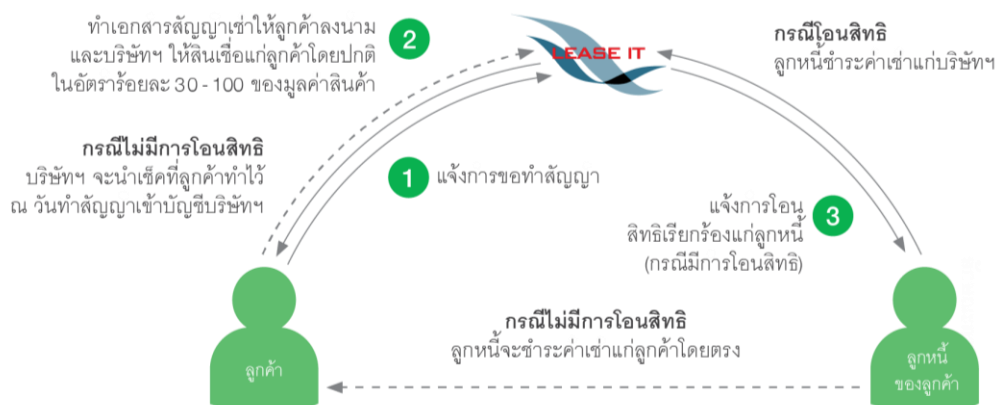 ทำเอกสารสัญญาเช่าให้ลูกค้าลงนาม
และบริษัทฯ ให้สินเชื่อแก่ลูกค้าโดยปกติ
ในอัตราร้อยละ 30 - 100 ของมูลค่าสินค้า
2
LEASE IT
กรณีโอนสิทธิ
ลูกหนี้ชำระค่าเช่าแก่บริษัทฯ
กรณีไม่มีการโอนสิทธิ
บริษัทฯ จะนำเช็คที่ลูกค้าทำไว้
ณ วันทำสัญญาเข้าบัญชีบริษัทฯ
1 แจ้งการขอทำสัญญา
แจ้งการโอน
สิทธิเรียกร้องแก่ลูกหนี้
(กรณีมีการโอนสิทธิ)
3
กรณีไม่มีการโอนสิทธิ
ลูกหนี้จะชำระค่าเช่าแก่ลูกค้าโดยตรง
ลูกค้า
ลูกหนี้
ของลูกค้า